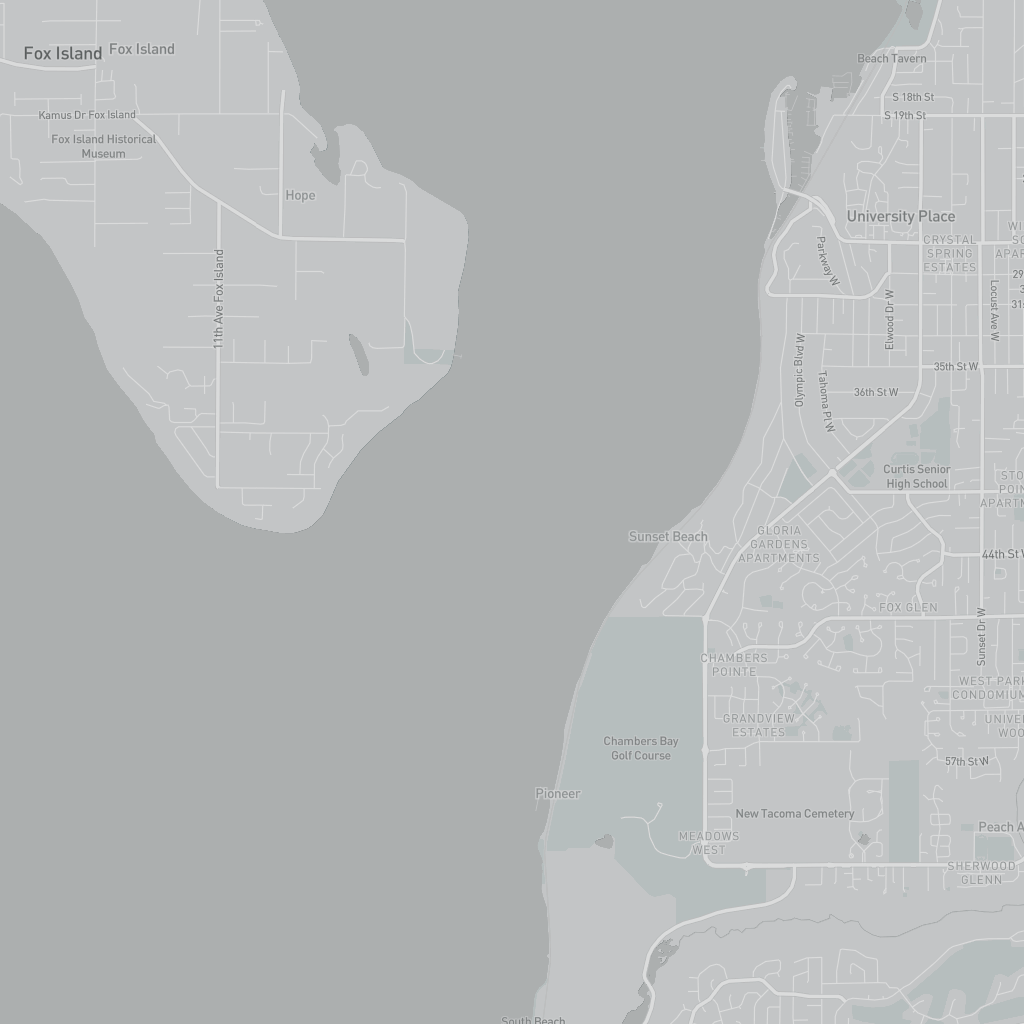 Fox Island
Fox Island
Beach Tavern
S 18th St
S 19th St
Kamus Dr Fox Island
Fox Island Historical
Museum
Hope
University Place
CRYSTAL
SPRING
ESTATES
Parkway W
11th Ave Fox Island
Locust Ave W
Elwood Dr W
Olympic Blvd W
35th St W
Tahoma Pl W
36th St W
Curtis Senior
High School
Sunset Beach
GLORIA
GARDENS
APARTMENTS
44th St W
FOX GLEN
Sunset Dr W
CHAMBERS
POINTE
WEST PARK
CONDOMIUM
GRANDVIEW
ESTATES
Chambers Bay
Golf Course
57th St W
Pioneer
New Tacoma Cemetery
Peach A
MEADOWS
WEST
SHERWOOD
GLENN
South Beach